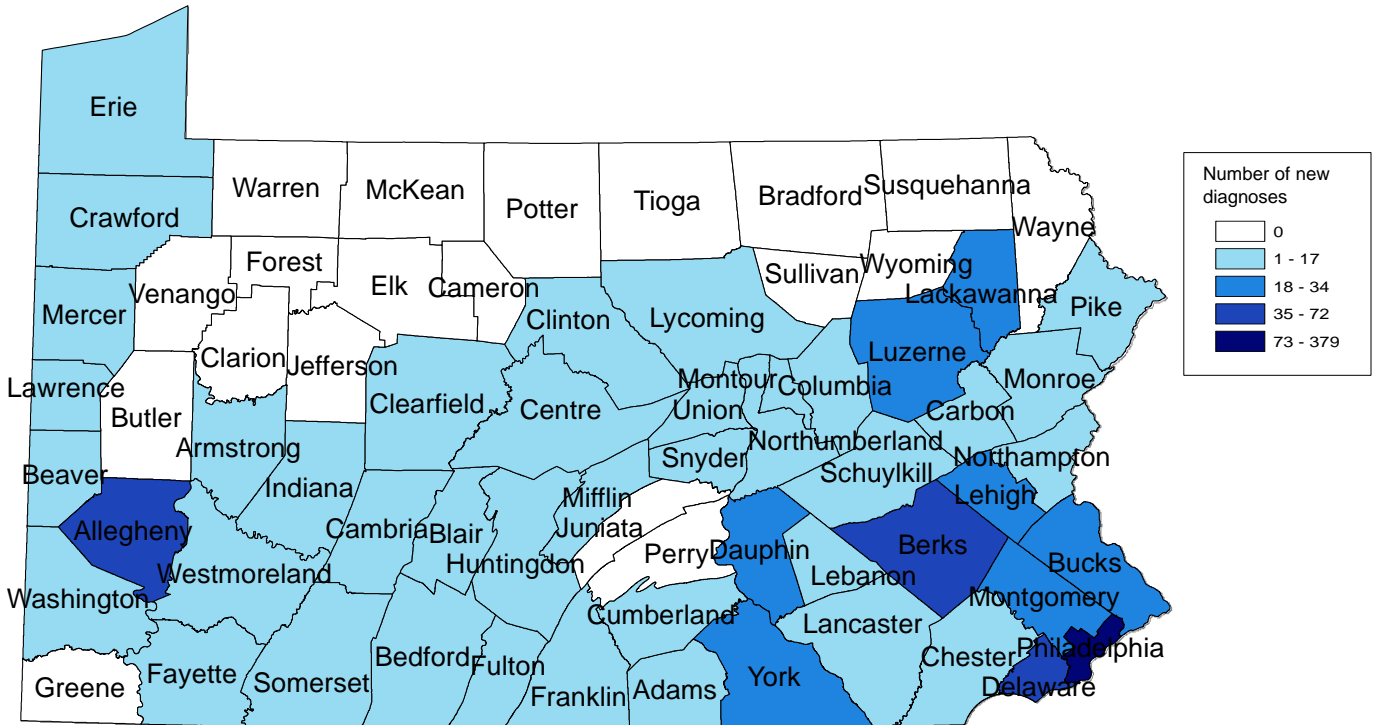 Erie
Warren
McKean
Potter
Tioga
Bradford
Susquehanna
Wayne
Crawford
Forest
Elk
Cameron
Sullivan
Wyoming
Lackawanna
Pike
Venango
Mercer
Clinton
Lycoming
Luzerne
Clarion
Jefferson
Monroe
Lawrence
Butler
Clearfield
Centre
Montour
Union
Columbia
Carbon
Armstrong
Northumberland
Northampton
Beaver
Indiana
Snyder
Schuylkill
Lehigh
Allegheny
Cambria
Blair
Mifflin
Juniata
Huntingdon
Perry
Dauphin
Berks
Bucks
Westmoreland
Lebanon
Washington
Cumberland
Montgomery
Lancaster
Greene
Fayette
Somerset
Bedford
Fulton
Franklin
Adams
York
Chester
Philadelphia
Delaware
Number of new
diagnoses
0
1 - 17
18 - 34
35 - 72
73 - 379